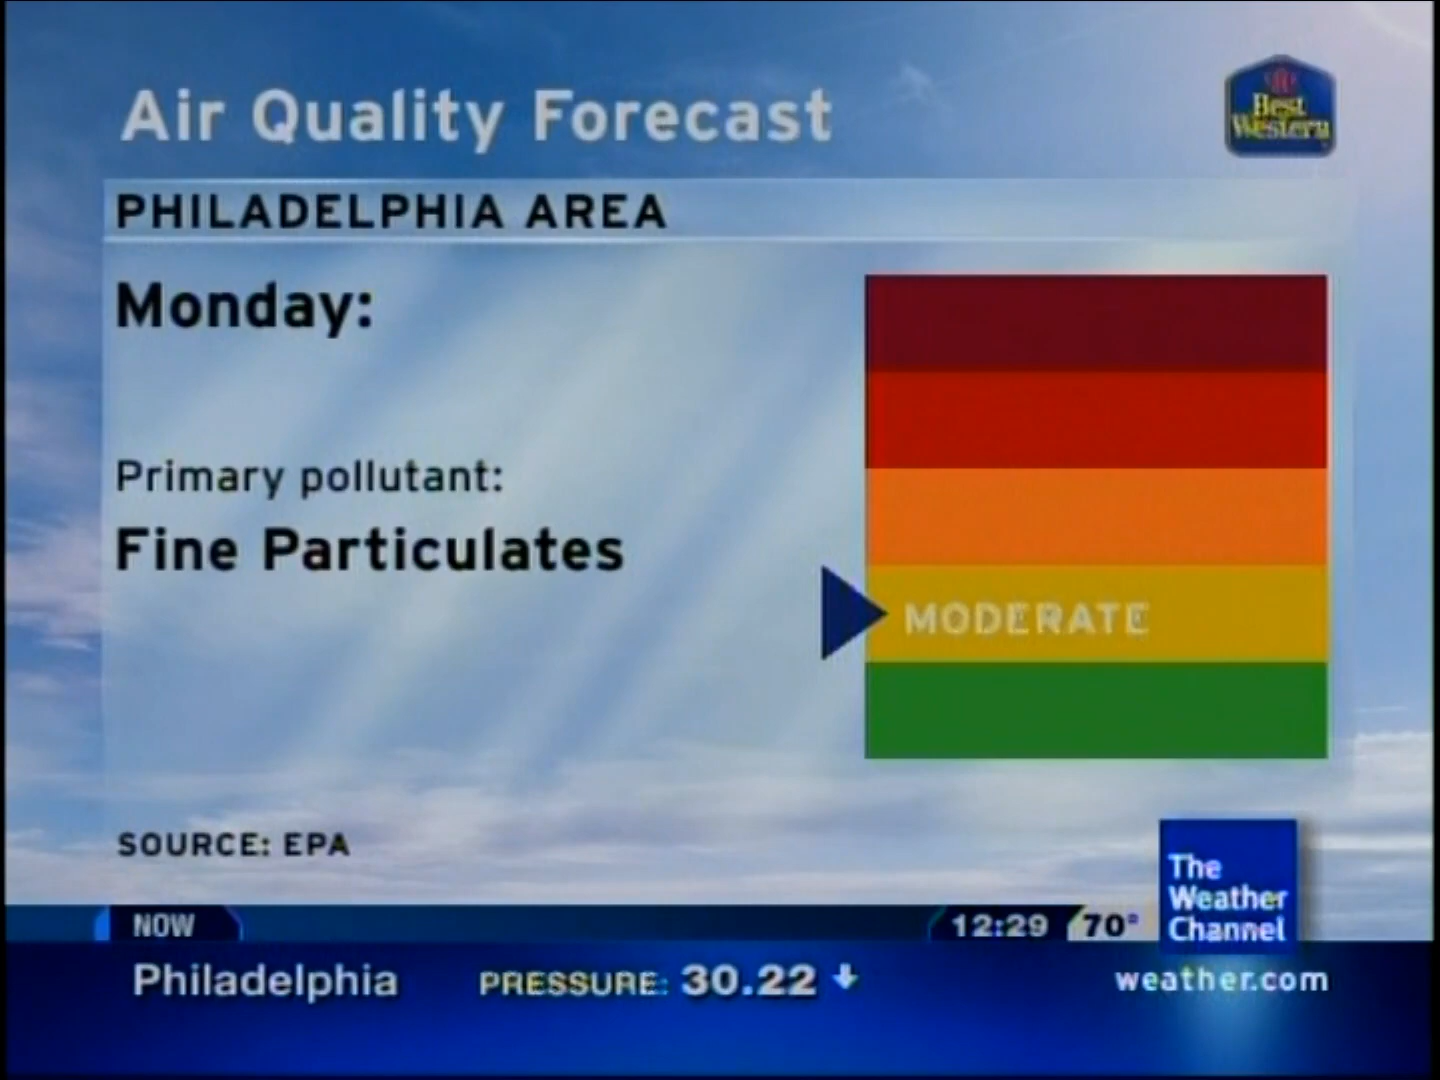 Air Quality Forecast
Best
Western
PHILADELPHIA AREA
Monday:
Primary pollutant:
Fine Particulates
MODERATE
SOURCE: EPA
The
Weather
Channel
NOW
12:29 70°
Philadelphia PRESSURE: 30.22
weather.com